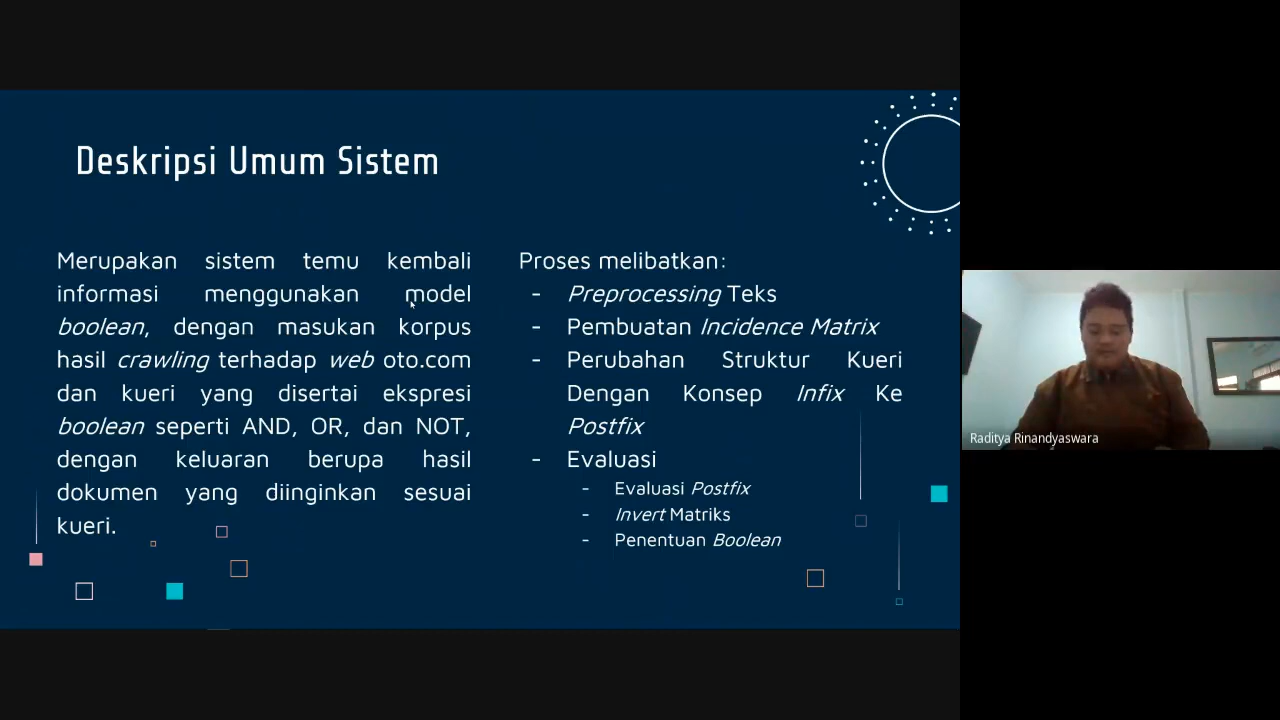 Deskripsi Umum Sistem
Merupakan sistem temu kembali
informasi menggunakan model
boolean, dengan masukan korpus
hasil crawling terhadap web oto.com
dan kueri yang disertai ekspresi
boolean seperti AND, OR, dan NOT,
dengan keluaran berupa hasil
dokumen yang diinginkan sesuai
kueri.
Proses melibatkan:
- Preprocessing Teks
- Pembuatan Incidence Matrix
- Perubahan Struktur Kueri
Dengan Konsep Infix Ke
Postfix
- Evaluasi
- Evaluasi Postfix
- Invert Matriks
- Penentuan Boolean
Raditya Rinandyaswara